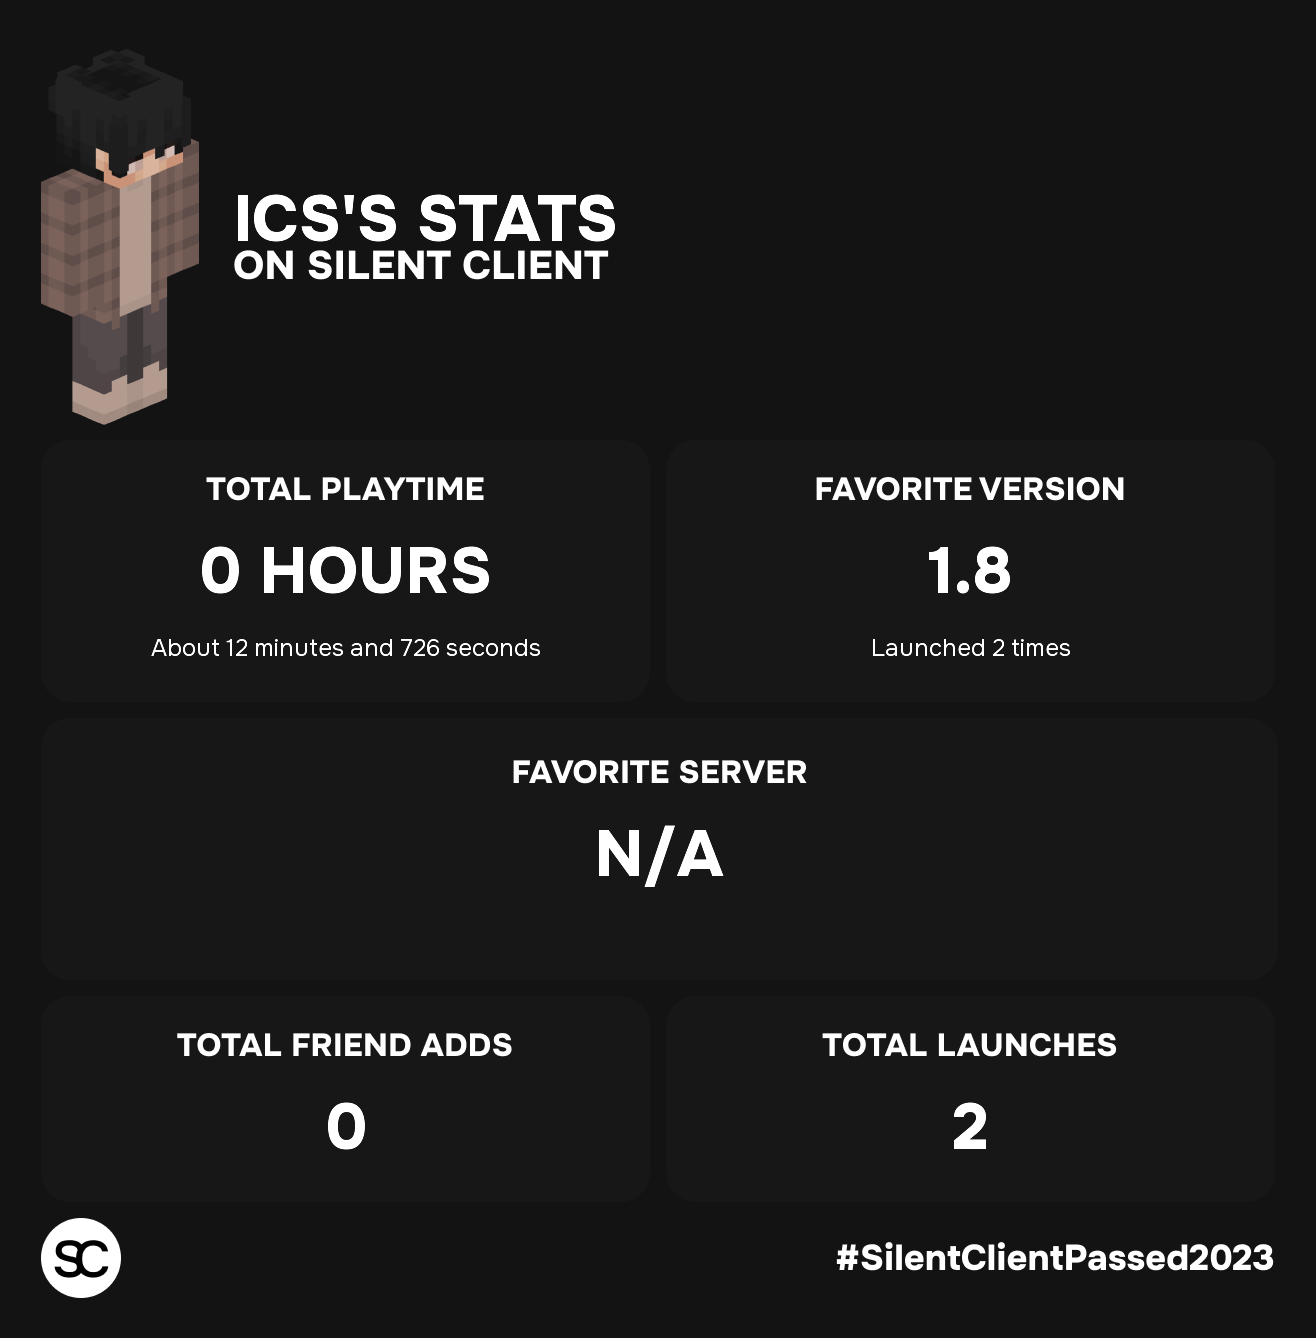 ICS'S STATS
ON SILENT CLIENT
TOTAL PLAYTIME
0 HOURS
About 12 minutes and 726 seconds
FAVORITE VERSION
1.8
Launched 2 times
FAVORITE SERVER
N/A
TOTAL FRIEND ADDS
0
TOTAL LAUNCHES
2
SC
#SilentClientPassed2023